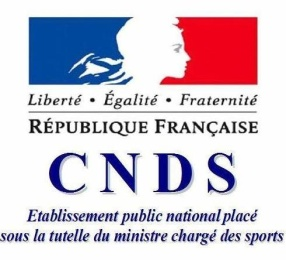 Liberté • Égalité • Fraternité
RÉPUBLIQUE FRANÇAISE
CNDS
Etablissement public national placé
sous la tutelle du ministre chargé des sports